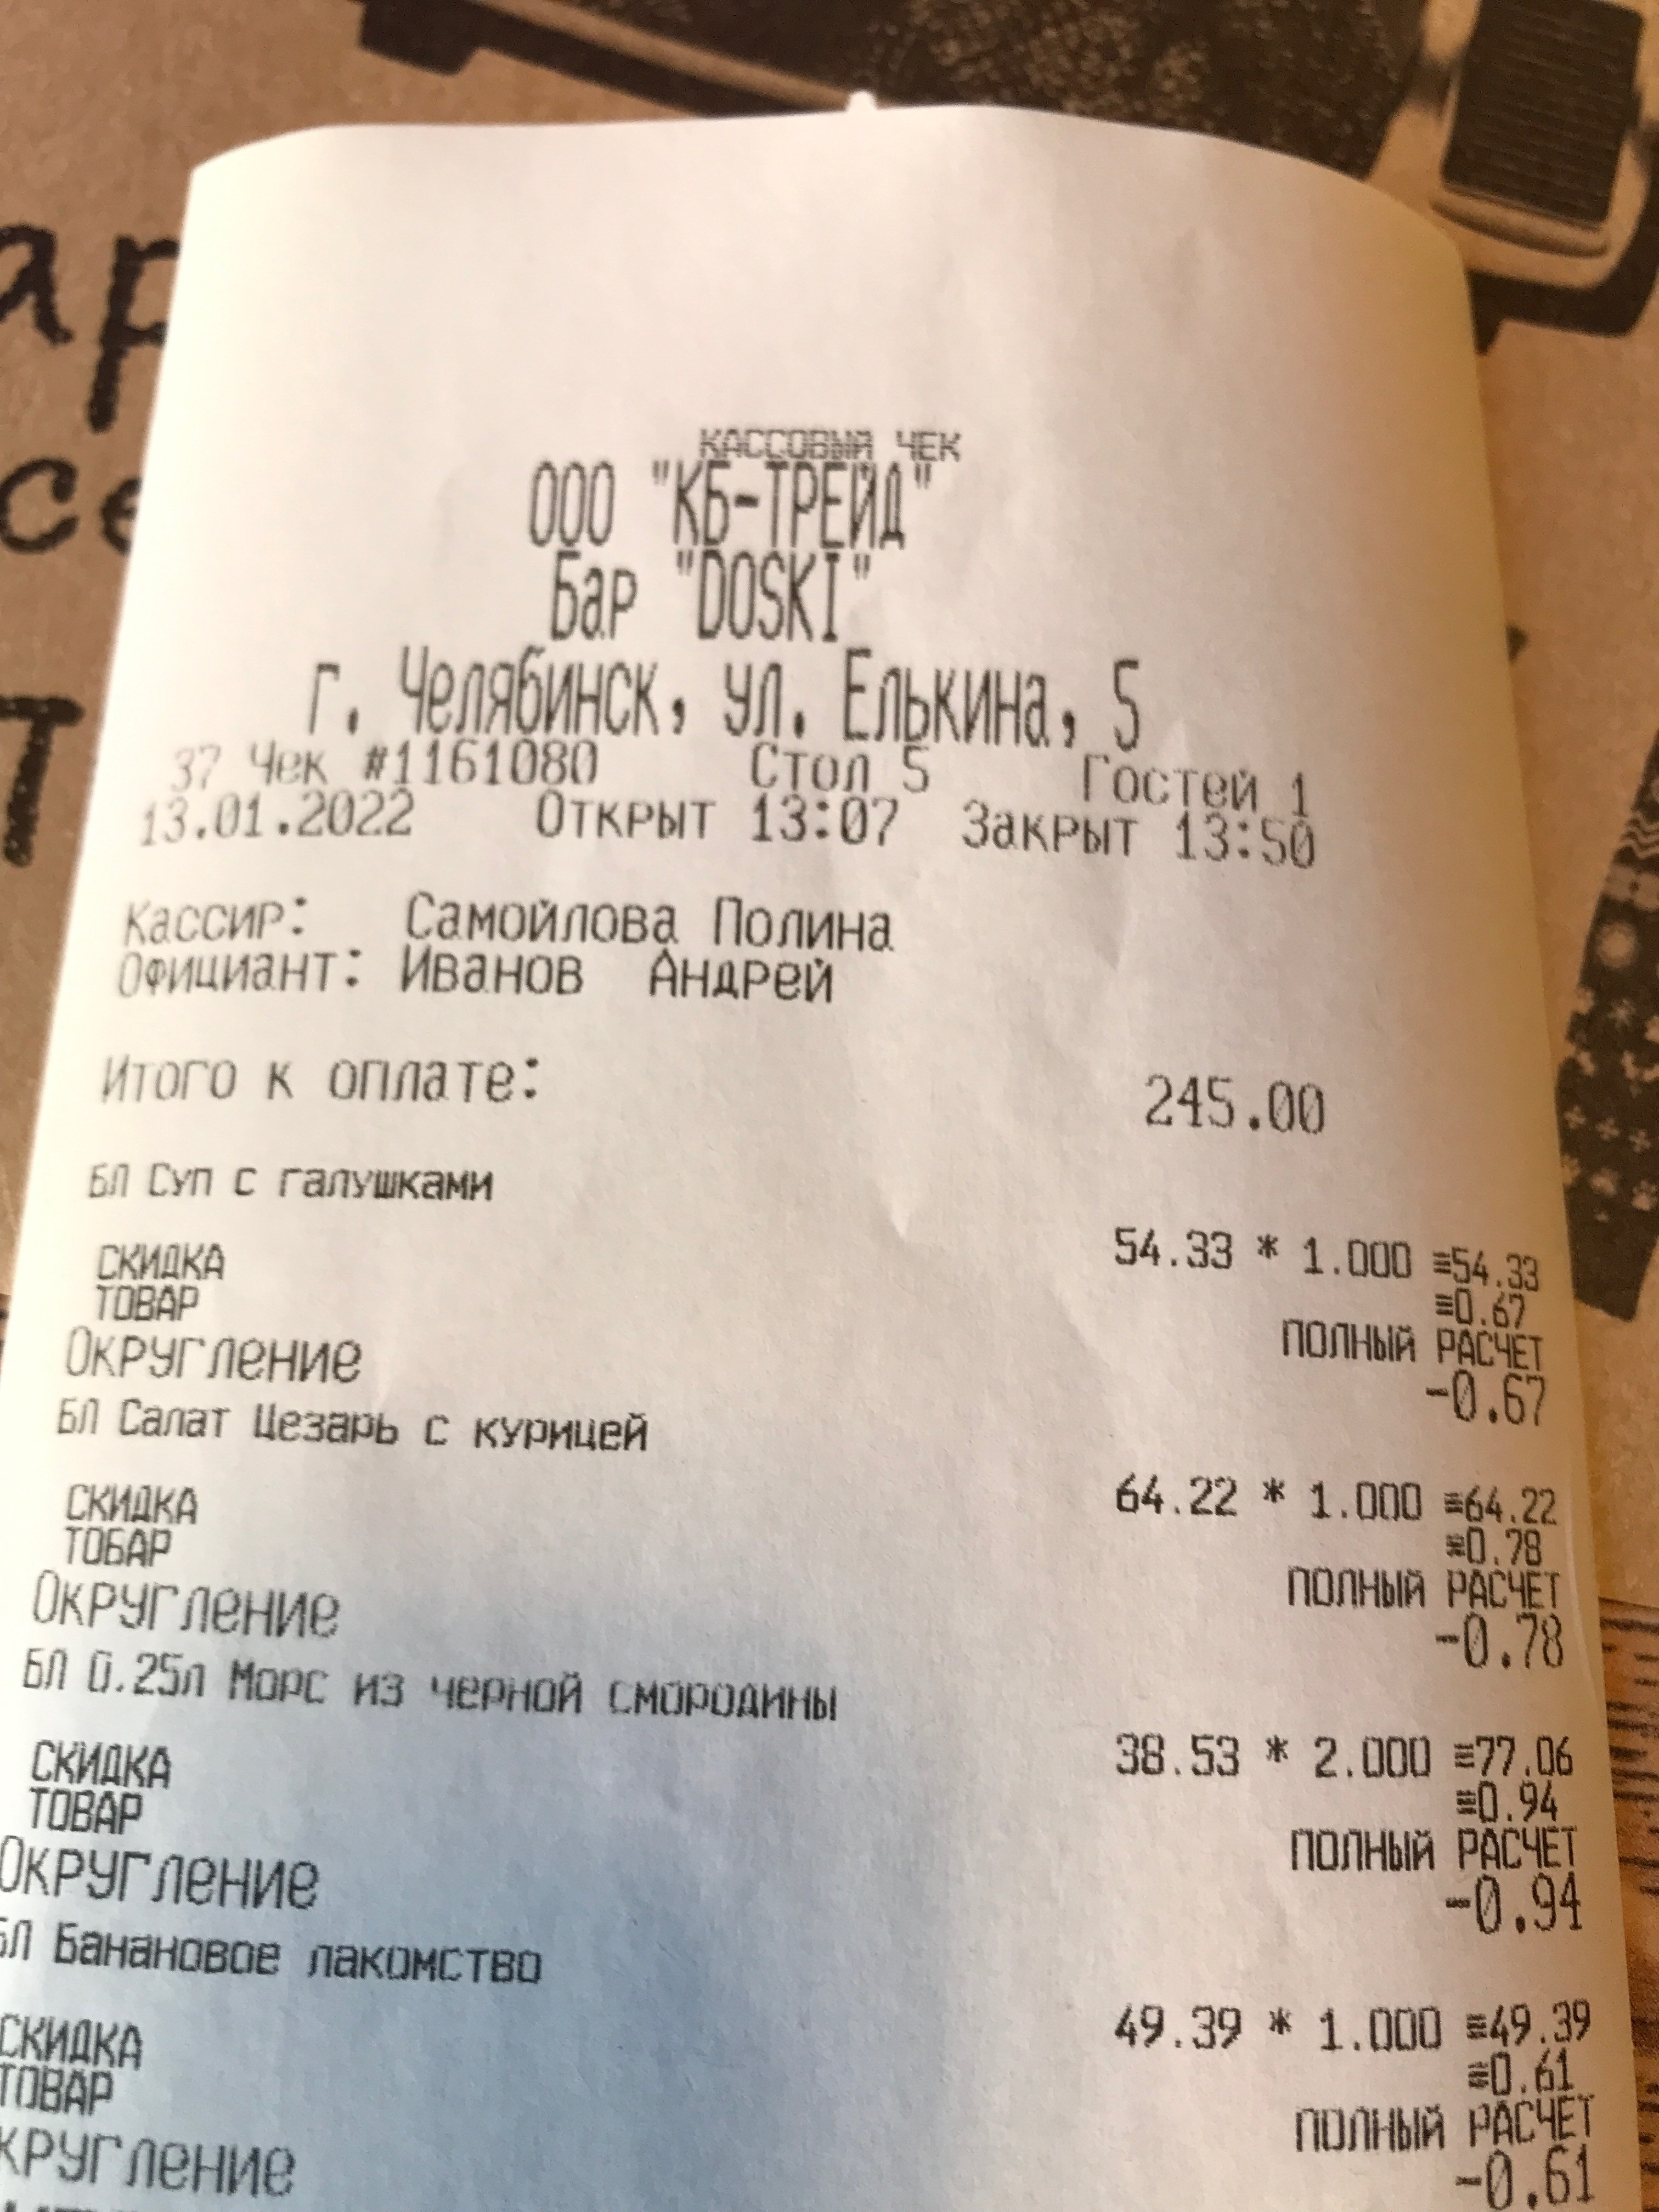 ар
се
т
КАССОВЫЙ ЧЕК
ООО "КБ-ТРЕЙД"
Бар "DOSKI"
г. Челябинск, ул. Елькина, 5
37 Чек #1161080 Стол 5 Гостей 1
13.01.2022 Открыт 13:07 Закрыт 13:50
Кассир: Самойлова Полина
Официант: Иванов Андрей
Итого к оплате: 245.00
БЛ Суп с галушками
54.33 * 1.000 ≡54.33
СКИДКА ≡0.67
ТОВАР ПОЛНЫЙ РАСЧЕТ
Округление -0.67
БЛ Салат Цезарь с курицей
64.22 * 1.000 ≡64.22
СКИДКА ≡0.78
ТОВАР ПОЛНЫЙ РАСЧЕТ
Округление -0.78
БЛ 0.25л Морс из черной смородины
38.53 * 2.000 ≡77.06
СКИДКА ≡0.94
ТОВАР ПОЛНЫЙ РАСЧЕТ
Округление -0.94
БЛ Банановое лакомство
49.39 * 1.000 ≡49.39
СКИДКА ≡0.61
ТОВАР ПОЛНЫЙ РАСЧЕТ
кругление -0.61